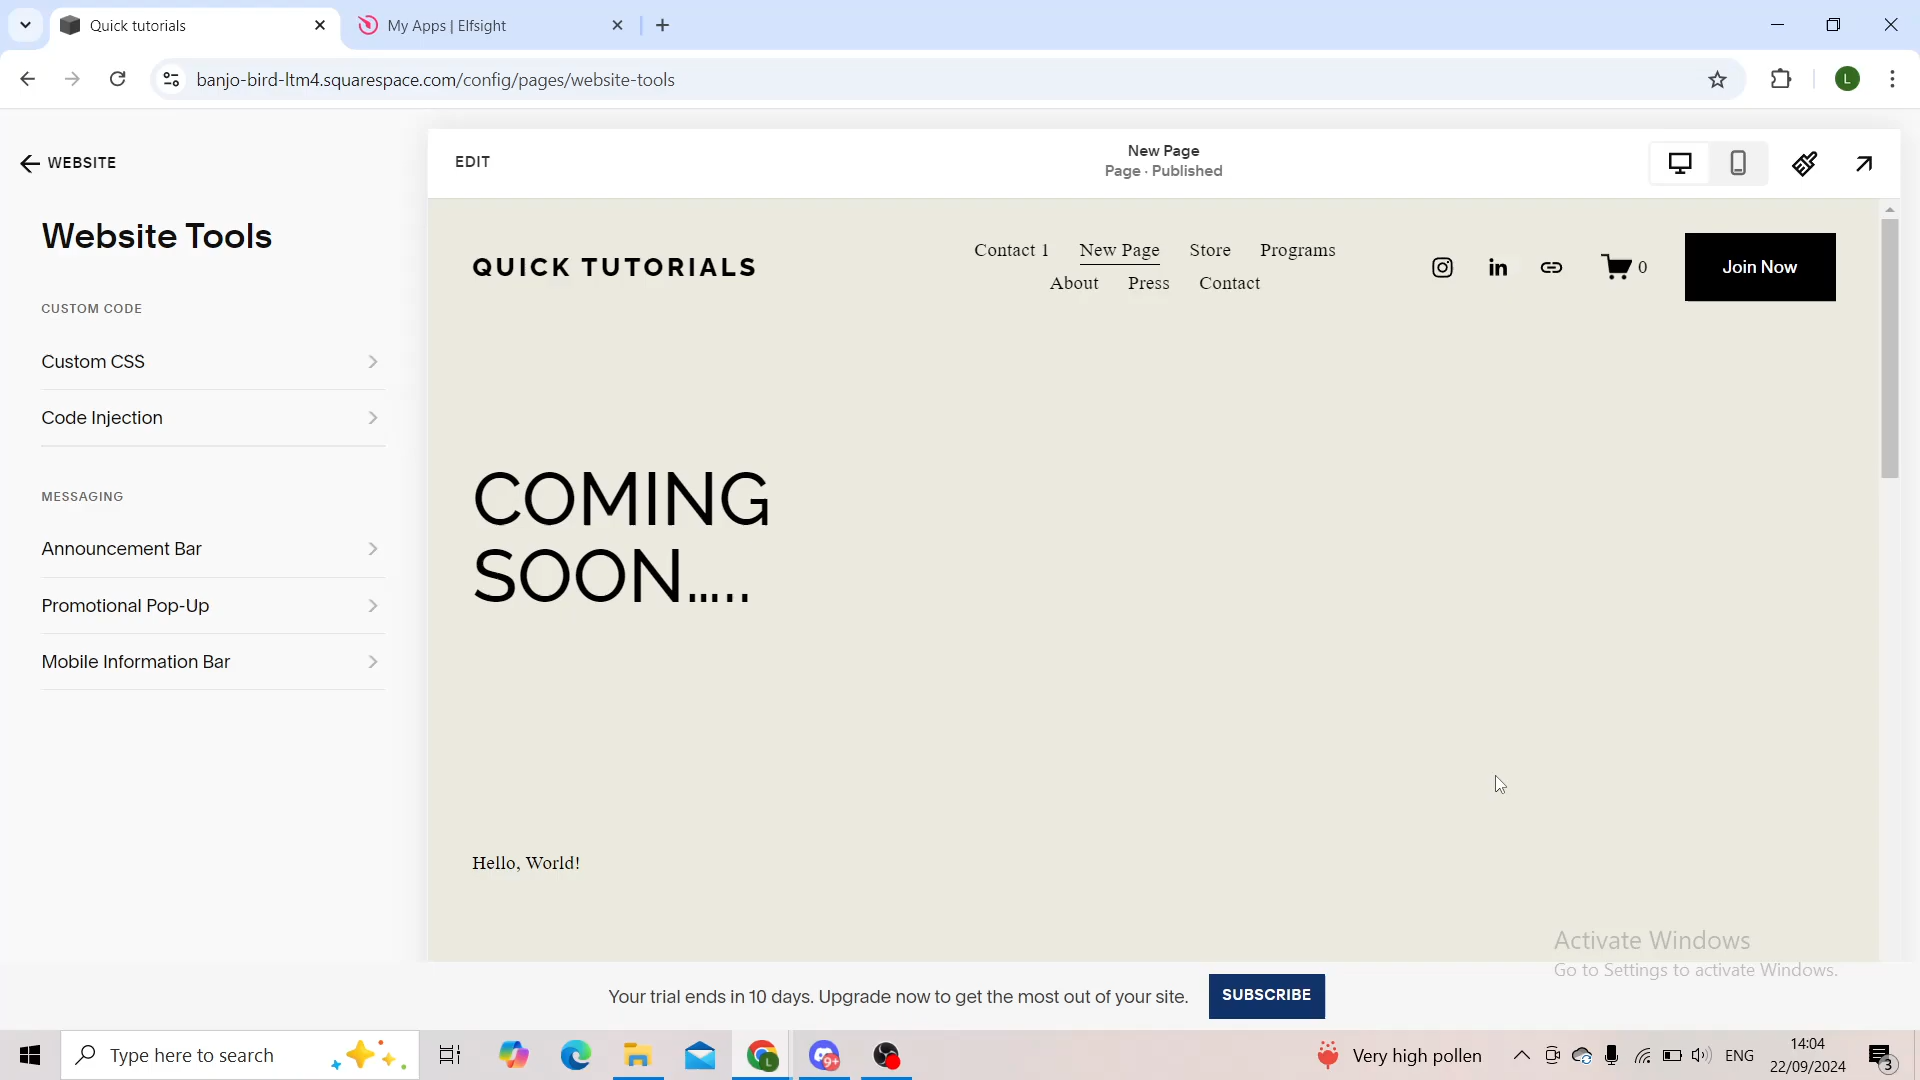 Quick tutorials
My Apps | Elfsight
banjo-bird-ltm4.squarespace.com/config/pages/website-tools
L
WEBSITE
EDIT
New Page
Page · Published
Website Tools
CUSTOM CODE
Custom CSS
Code Injection
MESSAGING
Announcement Bar
Promotional Pop-Up
Mobile Information Bar
QUICK TUTORIALS
Contact 1 New Page Store Programs
About Press Contact
0
Join Now
COMING
SOON.....
Hello, World!
Activate Windows
Go to Settings to activate Windows.
Your trial ends in 10 days. Upgrade now to get the most out of your site.
SUBSCRIBE
Type here to search
L
9+
Very high pollen
ENG
14:04
22/09/2024
3